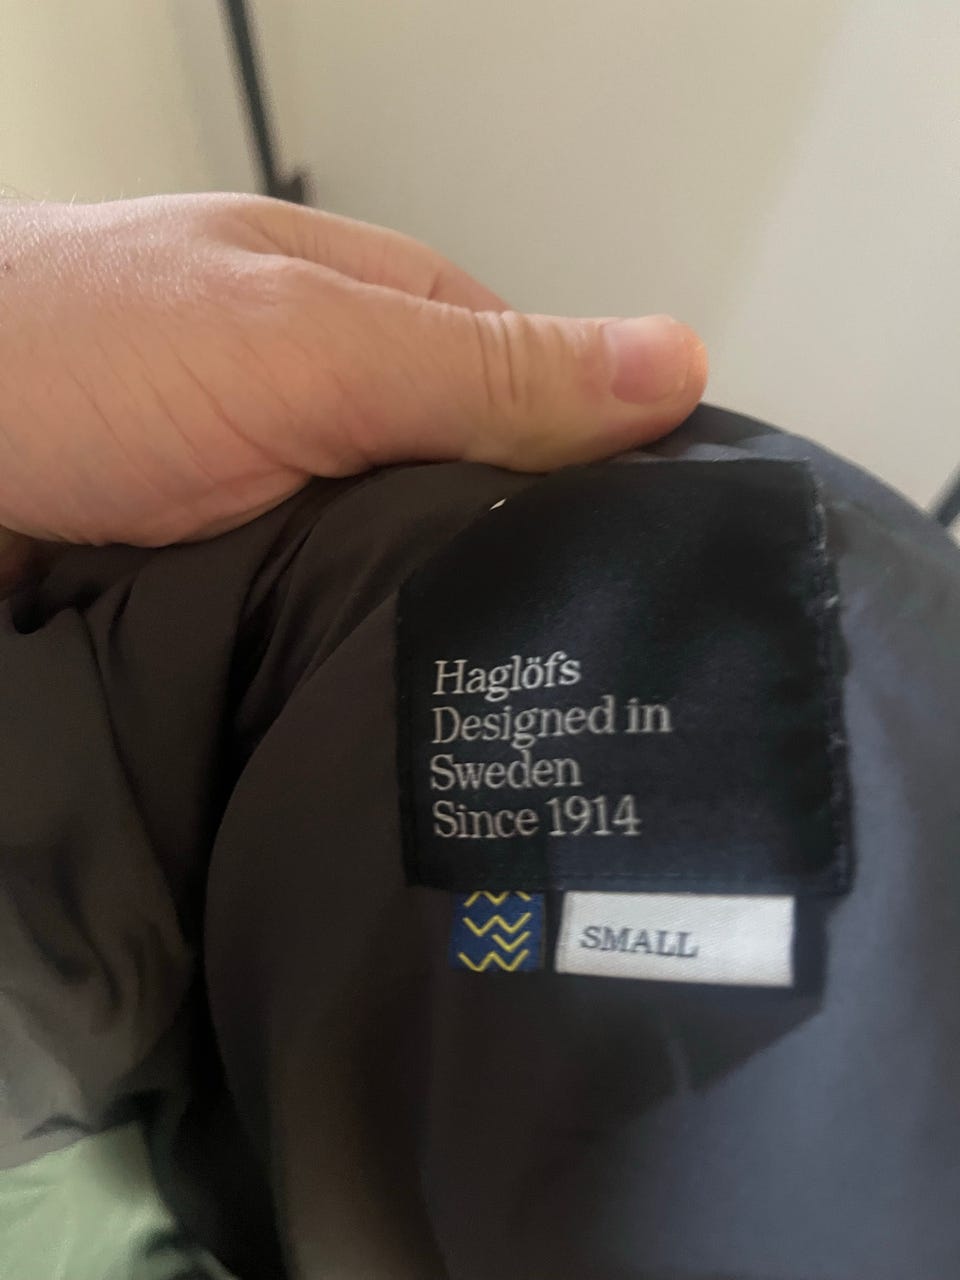 Haglöfs
Designed in
Sweden
Since 1914
SMALL